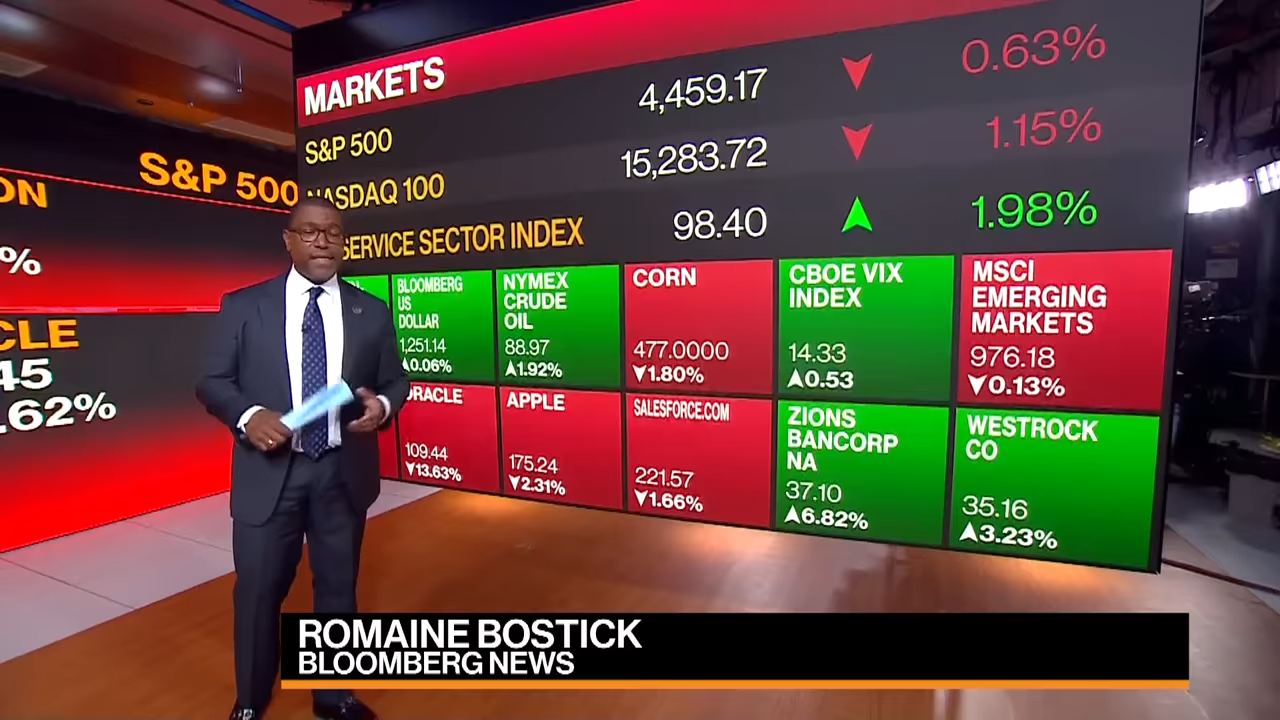 MARKETS
S&P 500 4,459.17 ▼ 0.63%
NASDAQ 100 15,283.72 ▼ 1.15%
SERVICE SECTOR INDEX 98.40 ▲ 1.98%
BLOOMBERG
US
DOLLAR
1,251.14
▲0.06%
NYMEX
CRUDE
OIL
88.97
▲1.92%
CORN
477.0000
▼1.80%
CBOE VIX
INDEX
14.33
▲0.53
MSCI
EMERGING
MARKETS
976.18
▼0.13%
ORACLE
109.44
▼13.63%
APPLE
175.24
▼2.31%
SALESFORCE.COM
221.57
▼1.66%
ZIONS
BANCORP
NA
37.10
▲6.82%
WESTROCK
CO
35.16
▲3.23%
S&P 500
ON
%
CLE
45
.62%
ROMAINE BOSTICK
BLOOMBERG NEWS